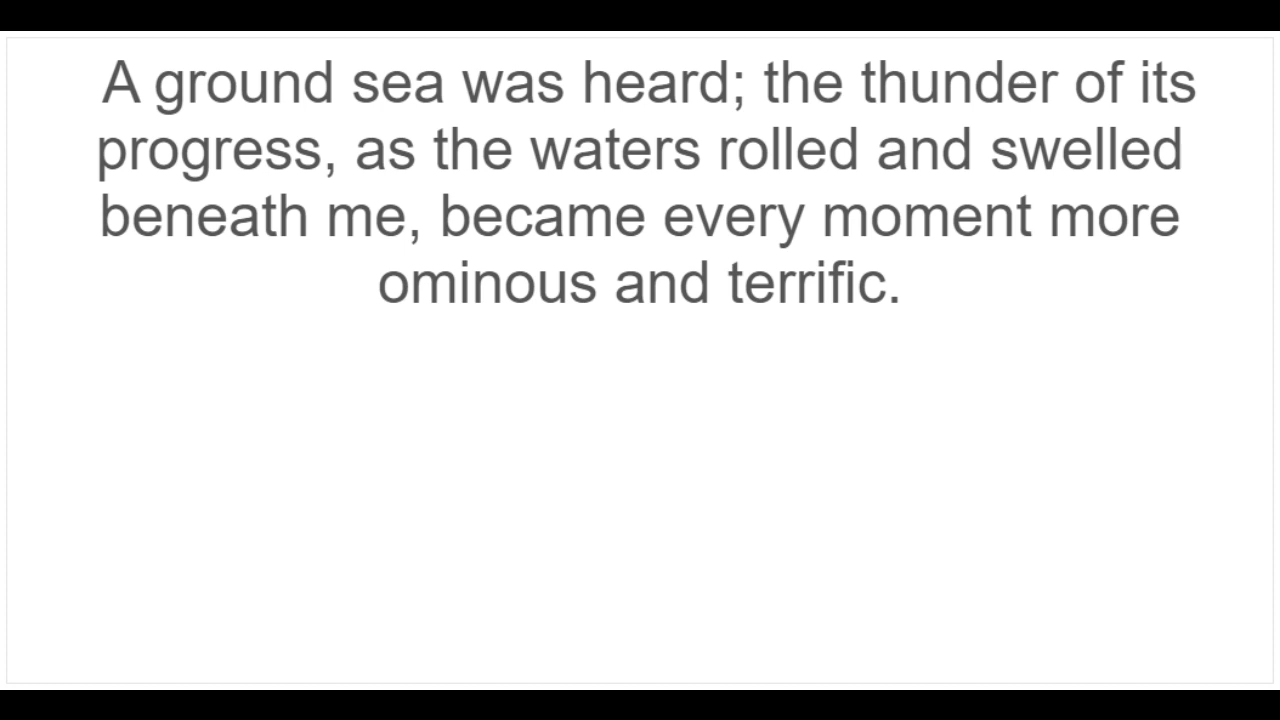 A ground sea was heard; the thunder of its
progress, as the waters rolled and swelled
beneath me, became every moment more
ominous and terrific.